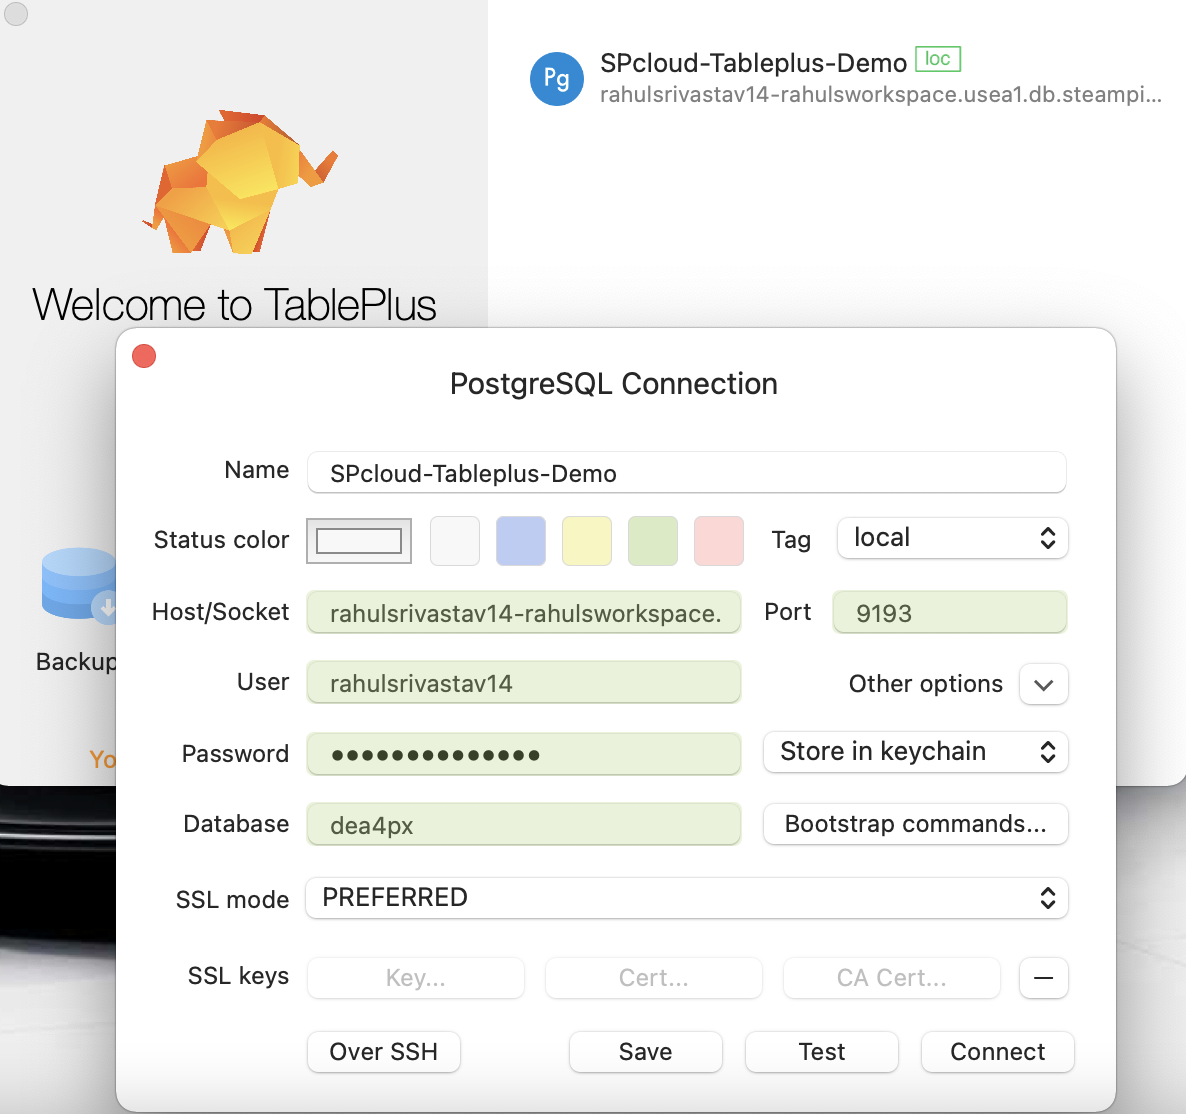 Pg
SPcloud-Tableplus-Demo loc
rahulsrivastav14-rahulsworkspace.usea1.db.steampi...
Welcome to TablePlus
Backup
Yo
PostgreSQL Connection
Name SPcloud-Tableplus-Demo
Status color Tag local
Host/Socket rahulsrivastav14-rahulsworkspace. Port 9193
User rahulsrivastav14 Other options
Password ●●●●●●●●●●●●●● Store in keychain
Database dea4px Bootstrap commands...
SSL mode PREFERRED
SSL keys Key... Cert... CA Cert...
Over SSH Save Test Connect